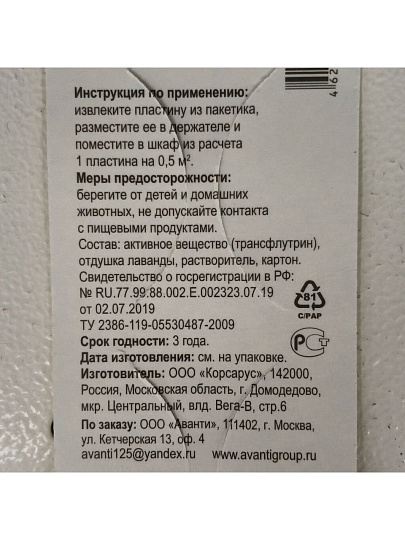 Инструкция по применению:
извлеките пластину из пакетика,
разместите ее в держателе и
поместите в шкаф из расчета
1 пластина на 0,5 м².
Меры предосторожности:
берегите от детей и домашних
животных, не допускайте контакта
с пищевыми продуктами.
Состав: активное вещество (трансфлутрин),
отдушка лаванды, растворитель, картон.
Свидетельство о госрегистрации в РФ:
№ RU.77.99.88.002.Е.002323.07.19
от 02.07.2019
ТУ 2386-119-05530487-2009
Срок годности: 3 года.
Дата изготовления: см. на упаковке.
Изготовитель: ООО «Корсарус», 142000,
Россия, Московская область, г. Домодедово,
мкр. Центральный, влд. Вега-В, стр.6
По заказу: ООО «Аванти», 111402, г. Москва,
ул. Кетчерская 13, оф. 4
avanti125@yandex.ru www.avantigroup.ru
462
81
C/PAP
РСТ